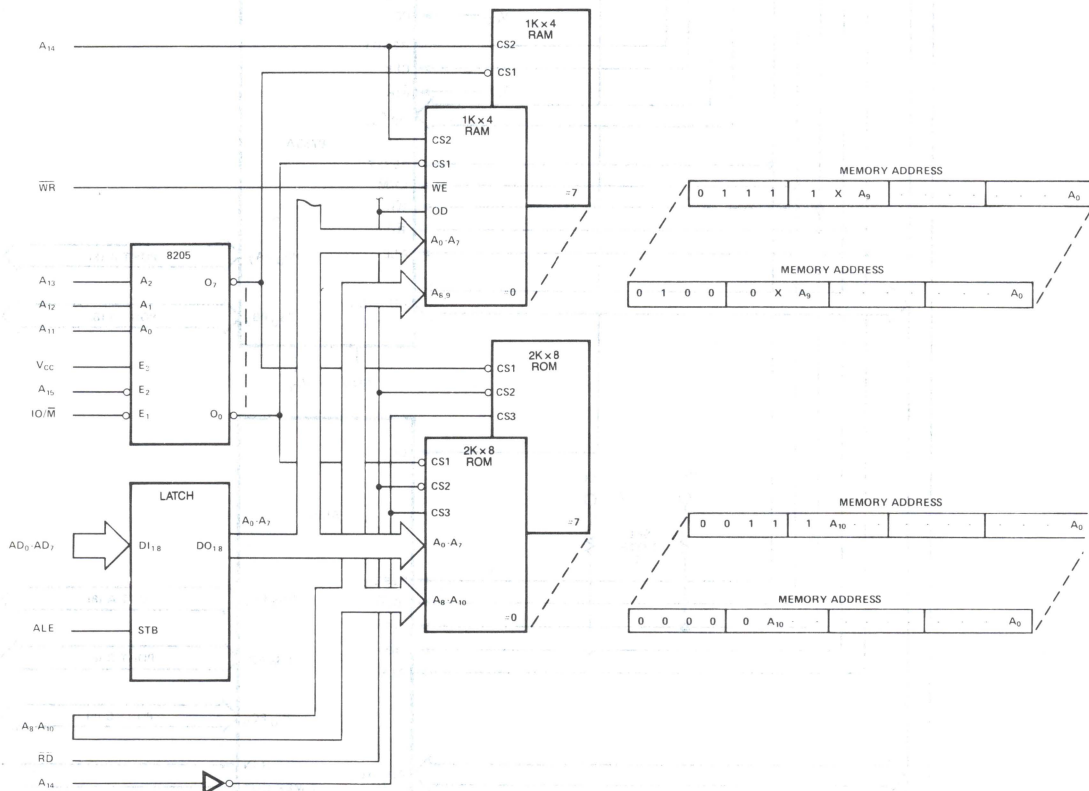 1K x 4
RAM
A14
CS2
CS1
1K x 4
RAM
CS2
CS1
WR
WE
=7
OD
A0-A7
A8,9
=0
MEMORY ADDRESS
0 1 1 1 1 X A9 A0
MEMORY ADDRESS
0 1 0 0 0 X A9 A0
8205
A13 A2 O7
A12 A1
A11 A0
VCC E2
A15 E2
IO/M E1 O0
2K x 8
ROM
CS1
CS2
CS3
2K x 8
ROM
CS1
CS2
CS3
=7
A0-A7
A8-A10
=0
LATCH
A0-A7
AD0-AD7 DI1-8 DO1-8
ALE STB
MEMORY ADDRESS
0 0 1 1 1 A10 A0
MEMORY ADDRESS
0 0 0 0 0 A10 A0
A8-A10
RD
A14